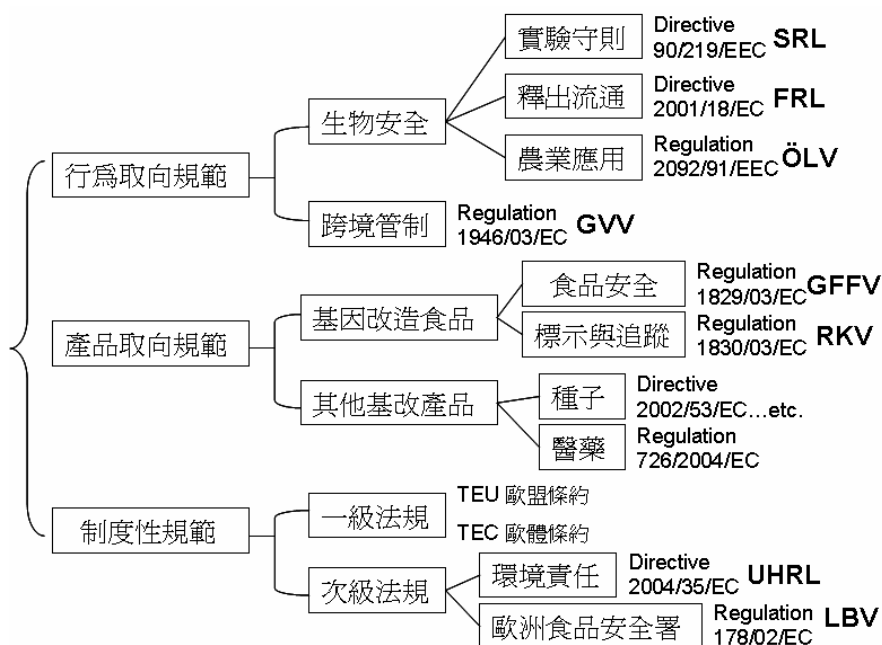 實驗守則
Directive
90/219/EEC SRL
釋出流通
Directive
2001/18/EC FRL
生物安全
農業應用
Regulation
2092/91/EEC ÖLV
行為取向規範
跨境管制
Regulation
1946/03/EC GVV
食品安全
Regulation
1829/03/EC GFFV
基因改造食品
標示與追蹤
Regulation
1830/03/EC RKV
產品取向規範
其他基改產品
種子
Directive
2002/53/EC...etc.
醫藥
Regulation
726/2004/EC
一級法規
TEU 歐盟條約
TEC 歐體條約
制度性規範
次級法規
環境責任
Directive
2004/35/EC UHRL
歐洲食品安全署
Regulation
178/02/EC LBV